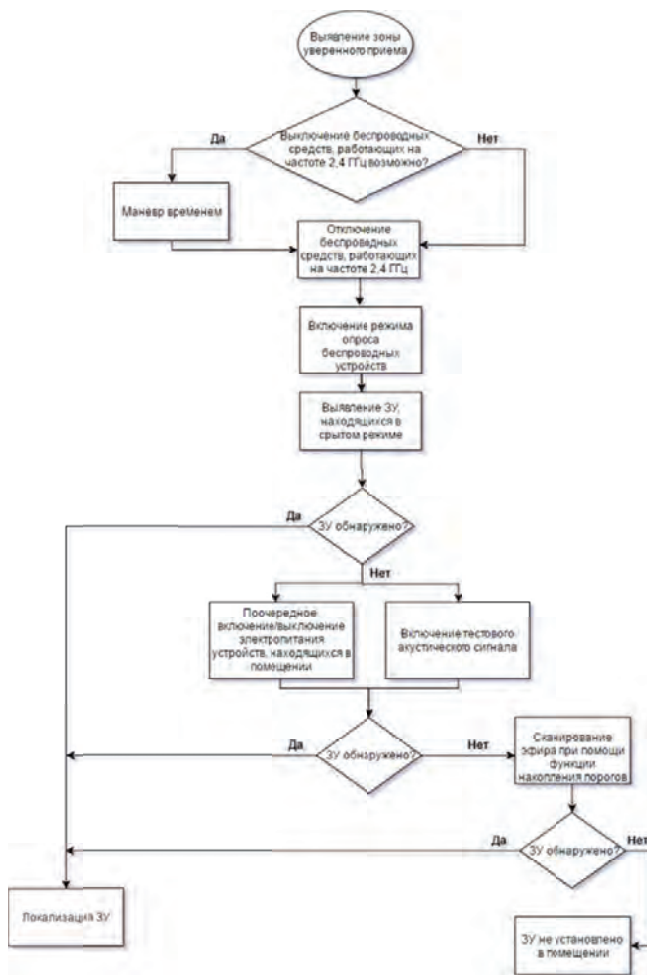 Выявление зоны
уверенного приема
Да
Выключение беспроводных
средств, работающих на
частоте 2,4 ГГц возможно?
Нет
Маневр временем
Отключение
беспроводных
средств, работающих
на частоте 2,4 ГГц
Включение режима
опроса
беспроводных
устройств
Выявление ЗУ,
находящихся в
срытом режиме
Да
ЗУ обнаружено?
Нет
Поочередное
включение/выключение
электропитания
устройств, находящихся в
помещении
Включение тестового
акустического сигнала
Да
ЗУ обнаружено?
Нет
Сканирование
эфира при помощи
функции
накопления порогов
Да
ЗУ обнаружено?
Нет
Локализация ЗУ
ЗУ не установлено
в помещении